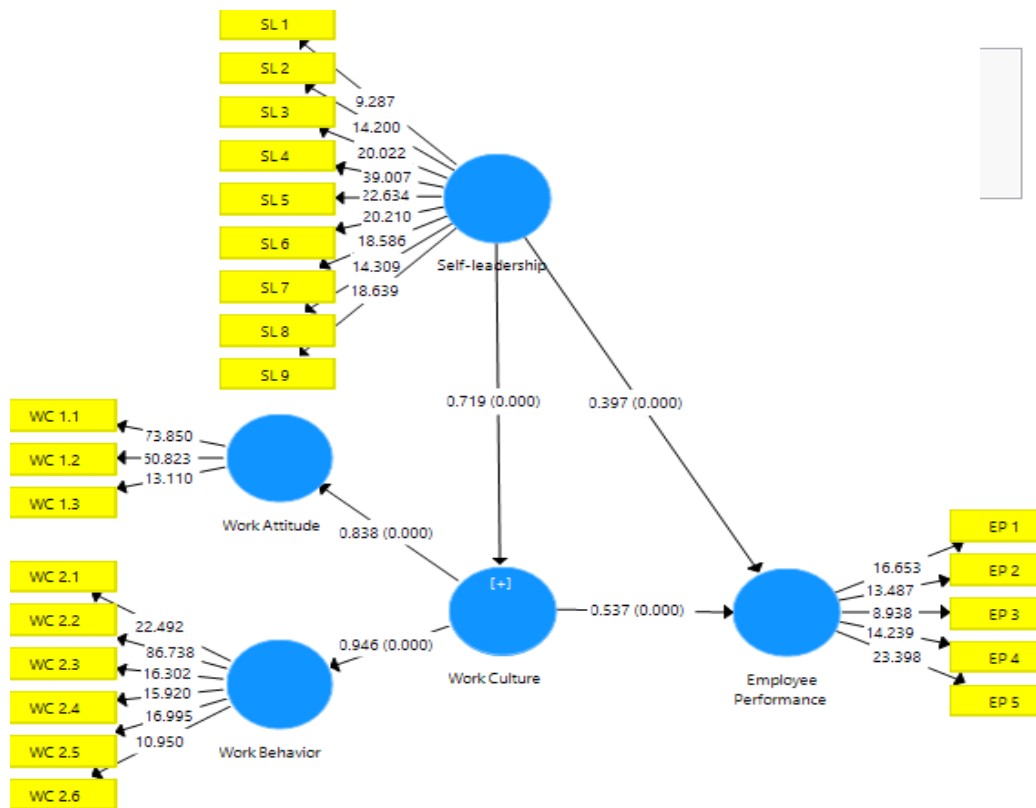 SL 1
SL 2
SL 3
SL 4
SL 5
SL 6
SL 7
SL 8
SL 9
9.287
14.200
20.022
39.007
22.634
20.210
18.586
14.309
18.639
Self-leadership
0.719 (0.000)
0.397 (0.000)
WC 1.1
WC 1.2
WC 1.3
73.850
50.823
13.110
Work Attitude
0.838 (0.000)
WC 2.1
WC 2.2
WC 2.3
WC 2.4
WC 2.5
WC 2.6
22.492
36.738
16.302
15.920
16.995
10.950
Work Behavior
0.946 (0.000)
[+]
Work Culture
0.537 (0.000)
Employee
Performance
16.653
13.487
8.938
14.239
23.398
EP 1
EP 2
EP 3
EP 4
EP 5